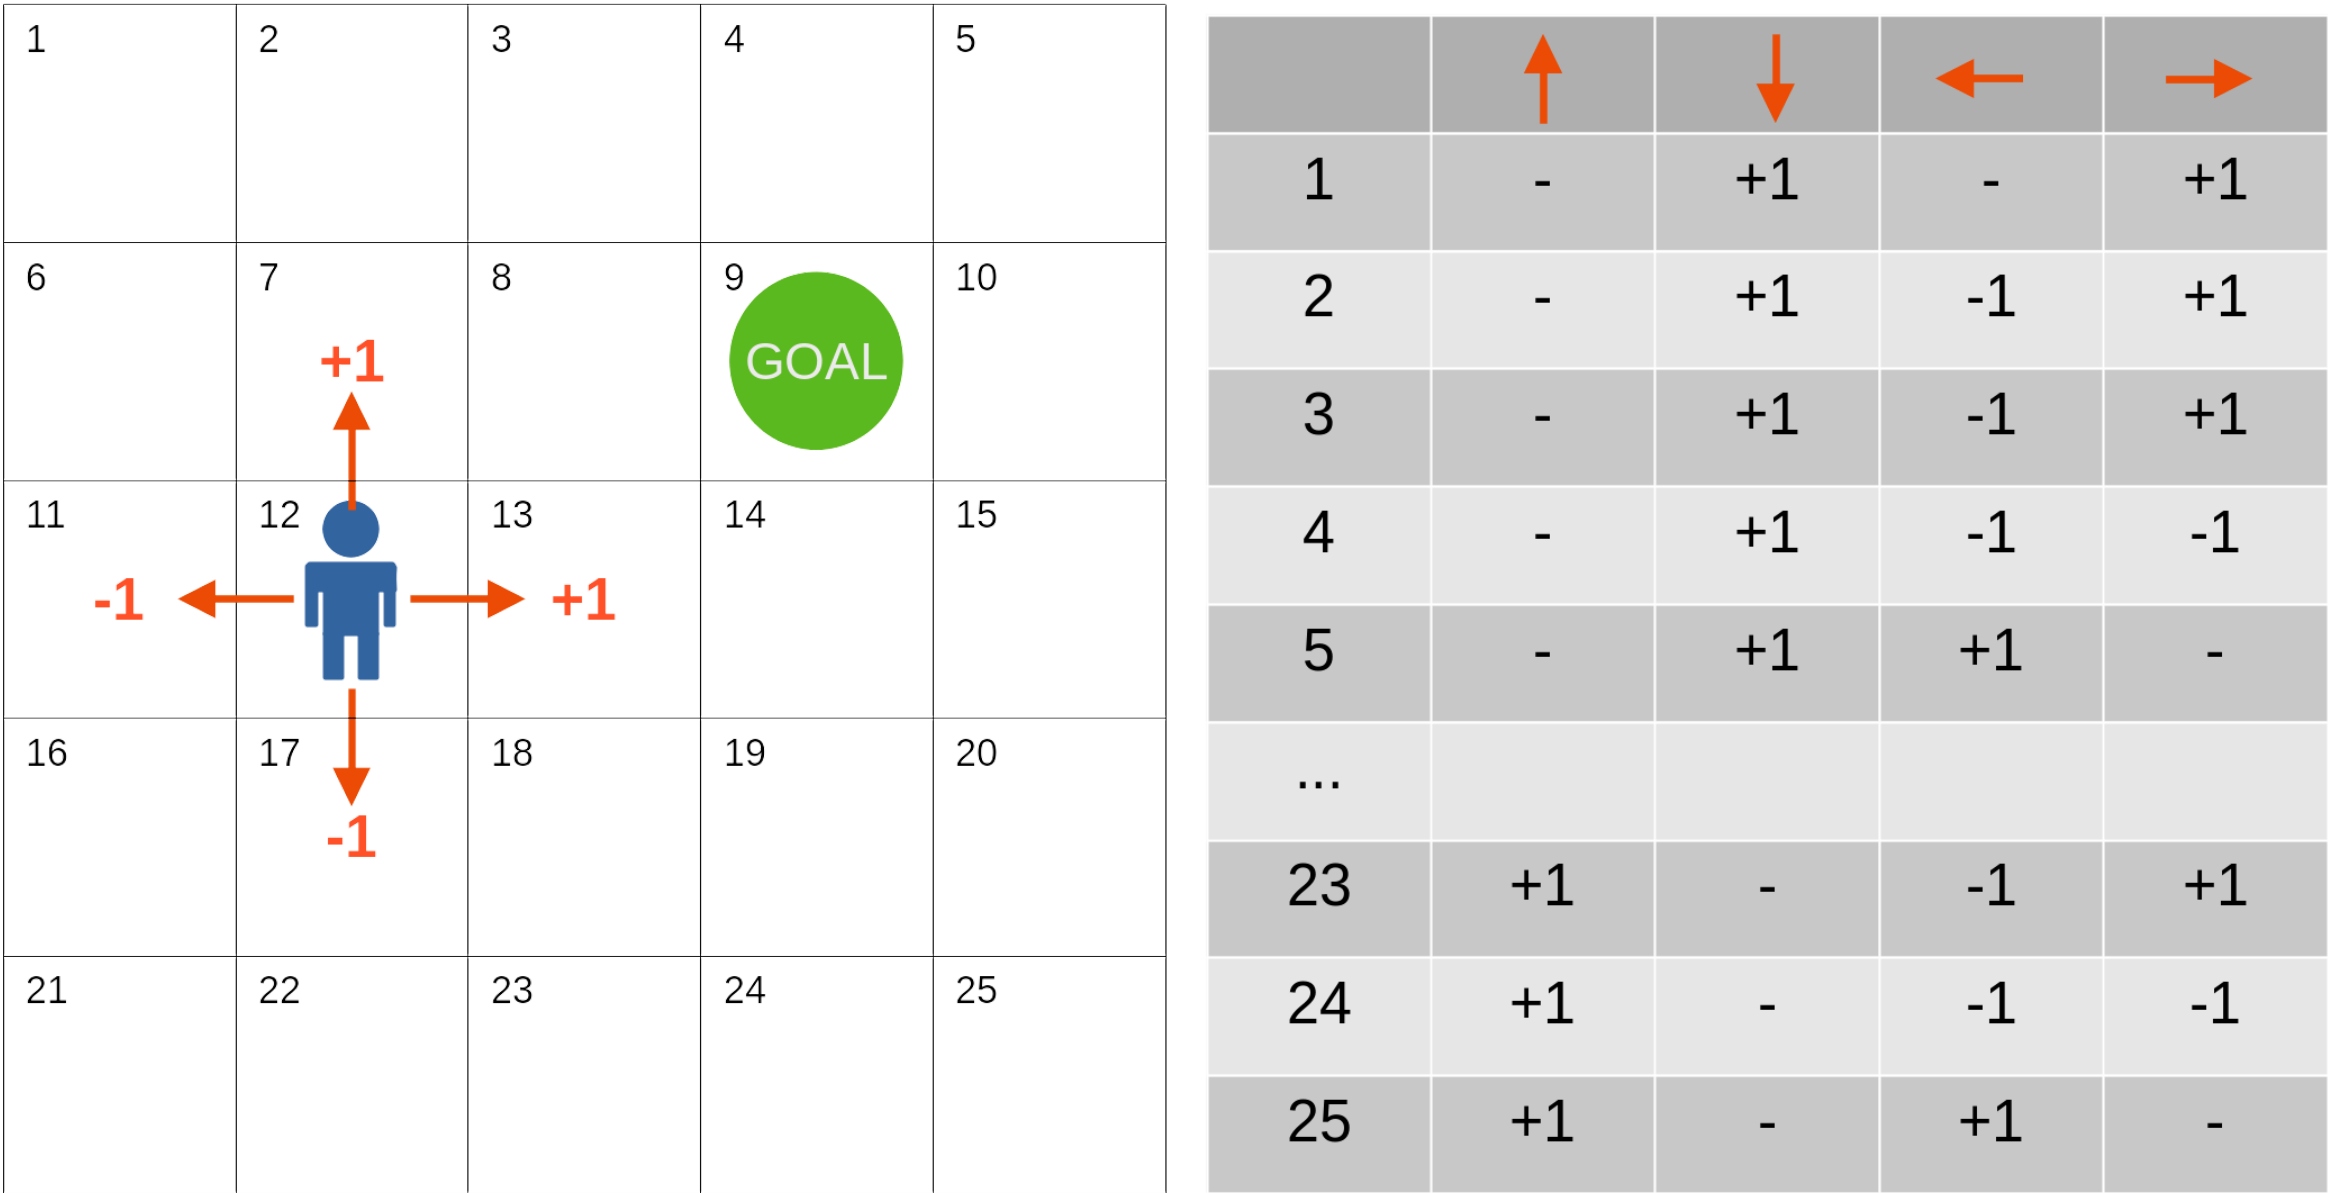 1 2 3 4 5
6 7 8 9 10
+1 GOAL
11 12 13 14 15
-1 +1
16 17 18 19 20
-1
21 22 23 24 25
1 - +1 - +1
2 - +1 -1 +1
3 - +1 -1 +1
4 - +1 -1 -1
5 - +1 +1 -
...
23 +1 - -1 +1
24 +1 - -1 -1
25 +1 - +1 -